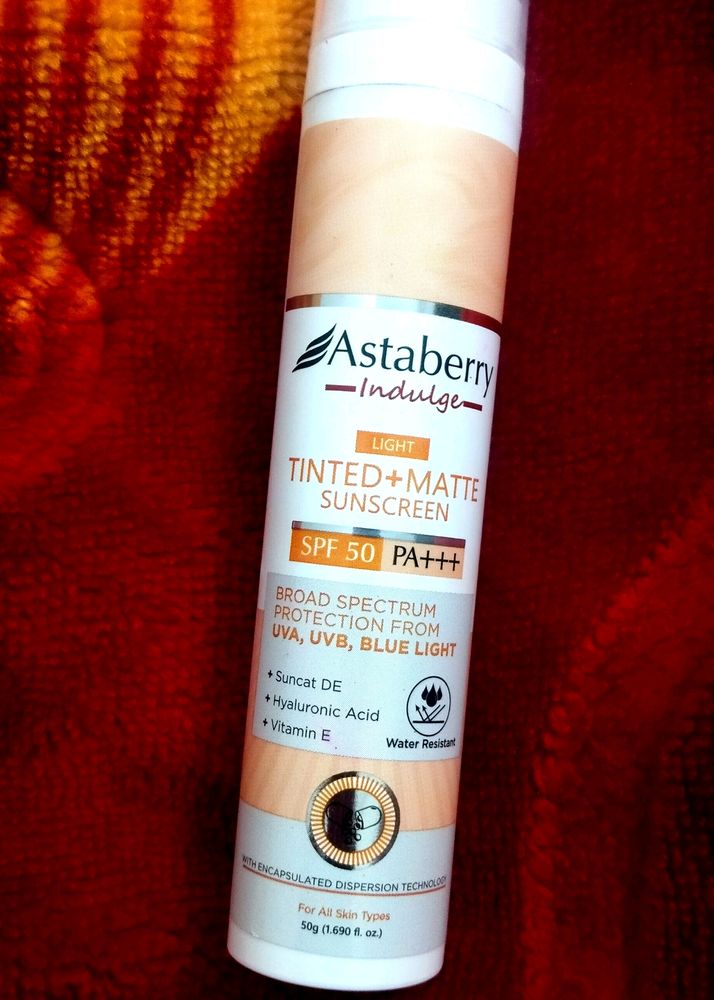 Astaberry
Indulge
LIGHT
TINTED+MATTE
SUNSCREEN
SPF 50 PA+++
BROAD SPECTRUM
PROTECTION FROM
UVA, UVB, BLUE LIGHT
+ Suncat DE
+ Hyaluronic Acid
+ Vitamin E
Water Resistant
WITH ENCAPSULATED DISPERSION TECHNOLOGY
For All Skin Types
50g (1.690 fl. oz.)